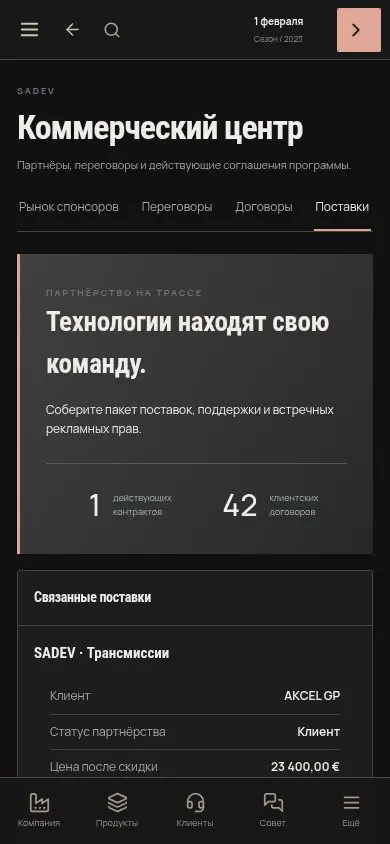 1 февраля
Сезон / 2025
SADEV
Коммерческий центр
Партнёры, переговоры и действующие соглашения программы.
Рынок спонсоров Переговоры Договоры Поставки
ПАРТНЁРСТВО НА ТРАССЕ
Технологии находят свою
команду.
Соберите пакет поставок, поддержки и встречных
рекламных прав.
1 действующих
контрактов
42 клиентских
договоров
Связанные поставки
SADEV · Трансмиссии
Клиент AKCEL GP
Статус партнёрства Клиент
Цена после скидки 23 400,00 €
Компания Продукты Клиенты Совет Ещё